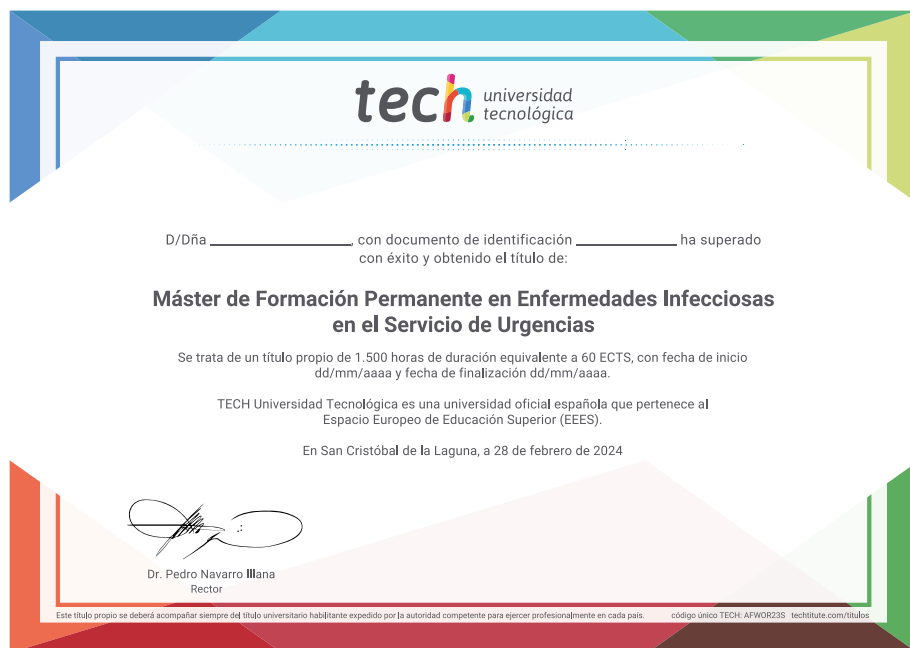 tech universidad
tecnológica
D/Dña ______________, con documento de identificación __________ ha superado
con éxito y obtenido el título de:
Máster de Formación Permanente en Enfermedades Infecciosas
en el Servicio de Urgencias
Se trata de un título propio de 1.500 horas de duración equivalente a 60 ECTS, con fecha de inicio
dd/mm/aaaa y fecha de finalización dd/mm/aaaa.
TECH Universidad Tecnológica es una universidad oficial española que pertenece al
Espacio Europeo de Educación Superior (EEES).
En San Cristóbal de la Laguna, a 28 de febrero de 2024
Dr. Pedro Navarro Illana
Rector
Este título propio se deberá acompañar siempre del título universitario habilitante expedido por la autoridad competente para ejercer profesionalmente en cada país. código único TECH: AFWOR23S techtitute.com/titulos